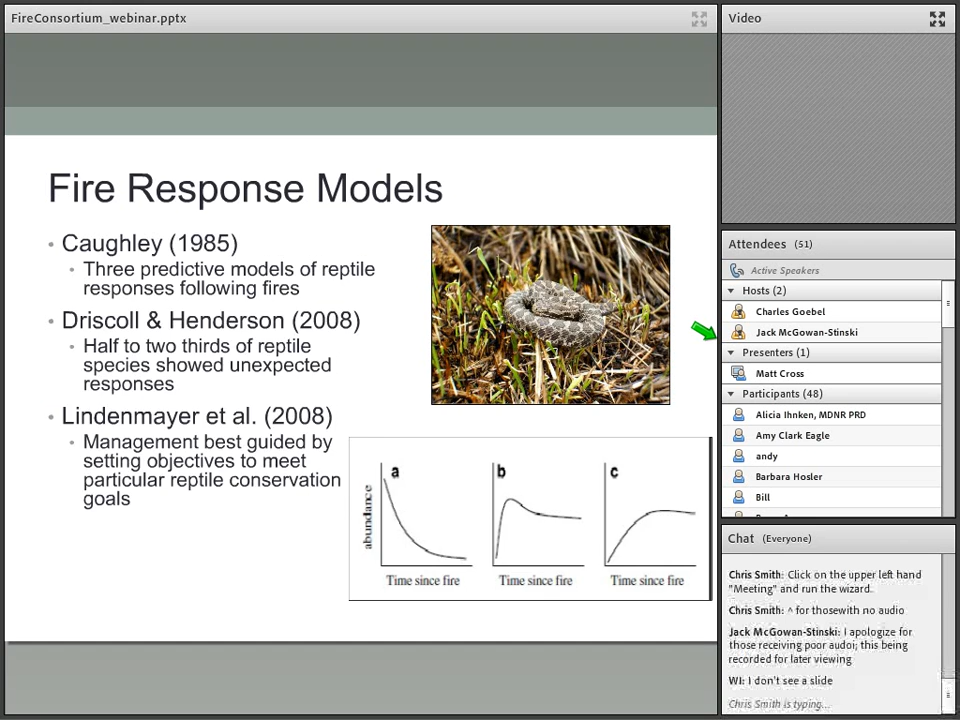 FireConsortium_webinar.pptx
Fire Response Models
• Caughley (1985)
• Three predictive models of reptile
responses following fires
• Driscoll & Henderson (2008)
• Half to two thirds of reptile
species showed unexpected
responses
• Lindenmayer et al. (2008)
• Management best guided by
setting objectives to meet
particular reptile conservation
goals
a b c
abundance
Time since fire Time since fire Time since fire
Video
Attendees (51)
Active Speakers
Hosts (2)
Charles Goebel
Jack McGowan-Stinski
Presenters (1)
Matt Cross
Participants (48)
Alicia Ihnken, MDNR PRD
Amy Clark Eagle
andy
Barbara Hosler
Bill
Chat (Everyone)
Chris Smith: Click on the upper left hand
"Meeting" and run the wizard.
Chris Smith: ^ for thosewith no audio
Jack McGowan-Stinski: I apologize for
those receiving poor audoi; this being
recorded for later viewing
WI: I don't see a slide
Chris Smith is typing...